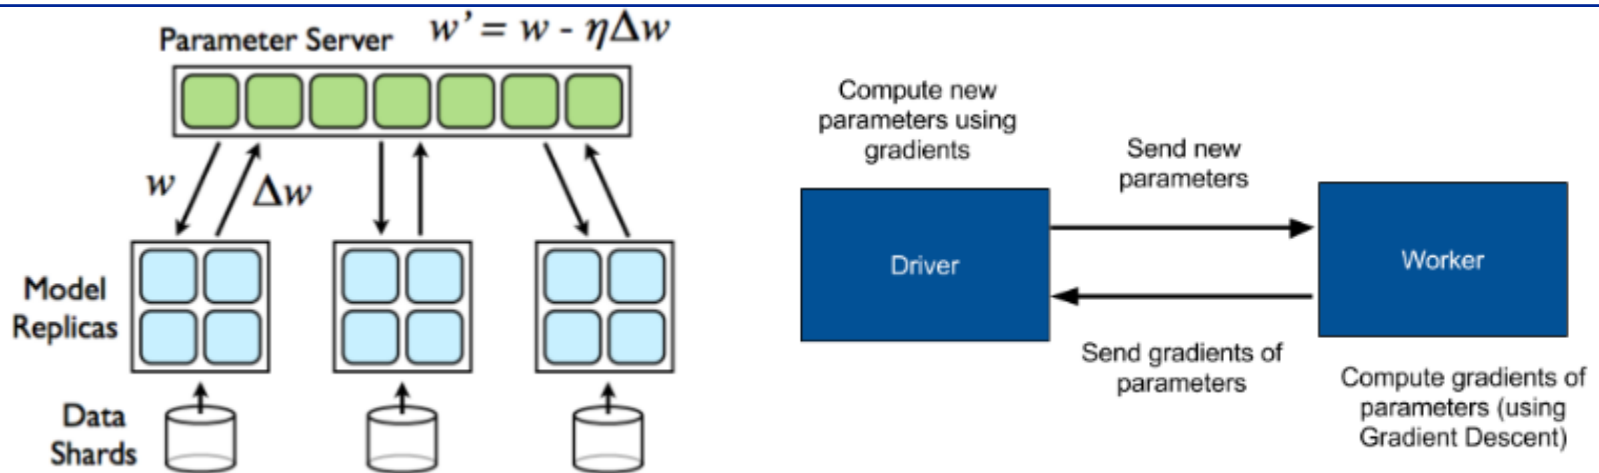 Parameter Server w' = w - ηΔw
w
Δw
Model
Replicas
Data
Shards
Compute new
parameters using
gradients
Driver
Send new
parameters
Send gradients of
parameters
Worker
Compute gradients of
parameters (using
Gradient Descent)